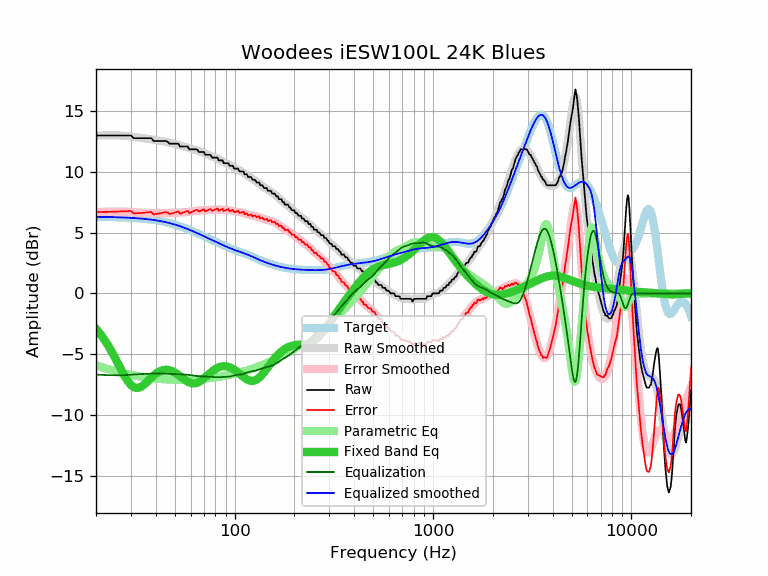 Woodees iESW100L 24K Blues
15
10
5
0
−5
−10
−15
Amplitude (dBr)
Target
Raw Smoothed
Error Smoothed
Raw
Error
Parametric Eq
Fixed Band Eq
Equalization
Equalized smoothed
100
1000
10000
Frequency (Hz)